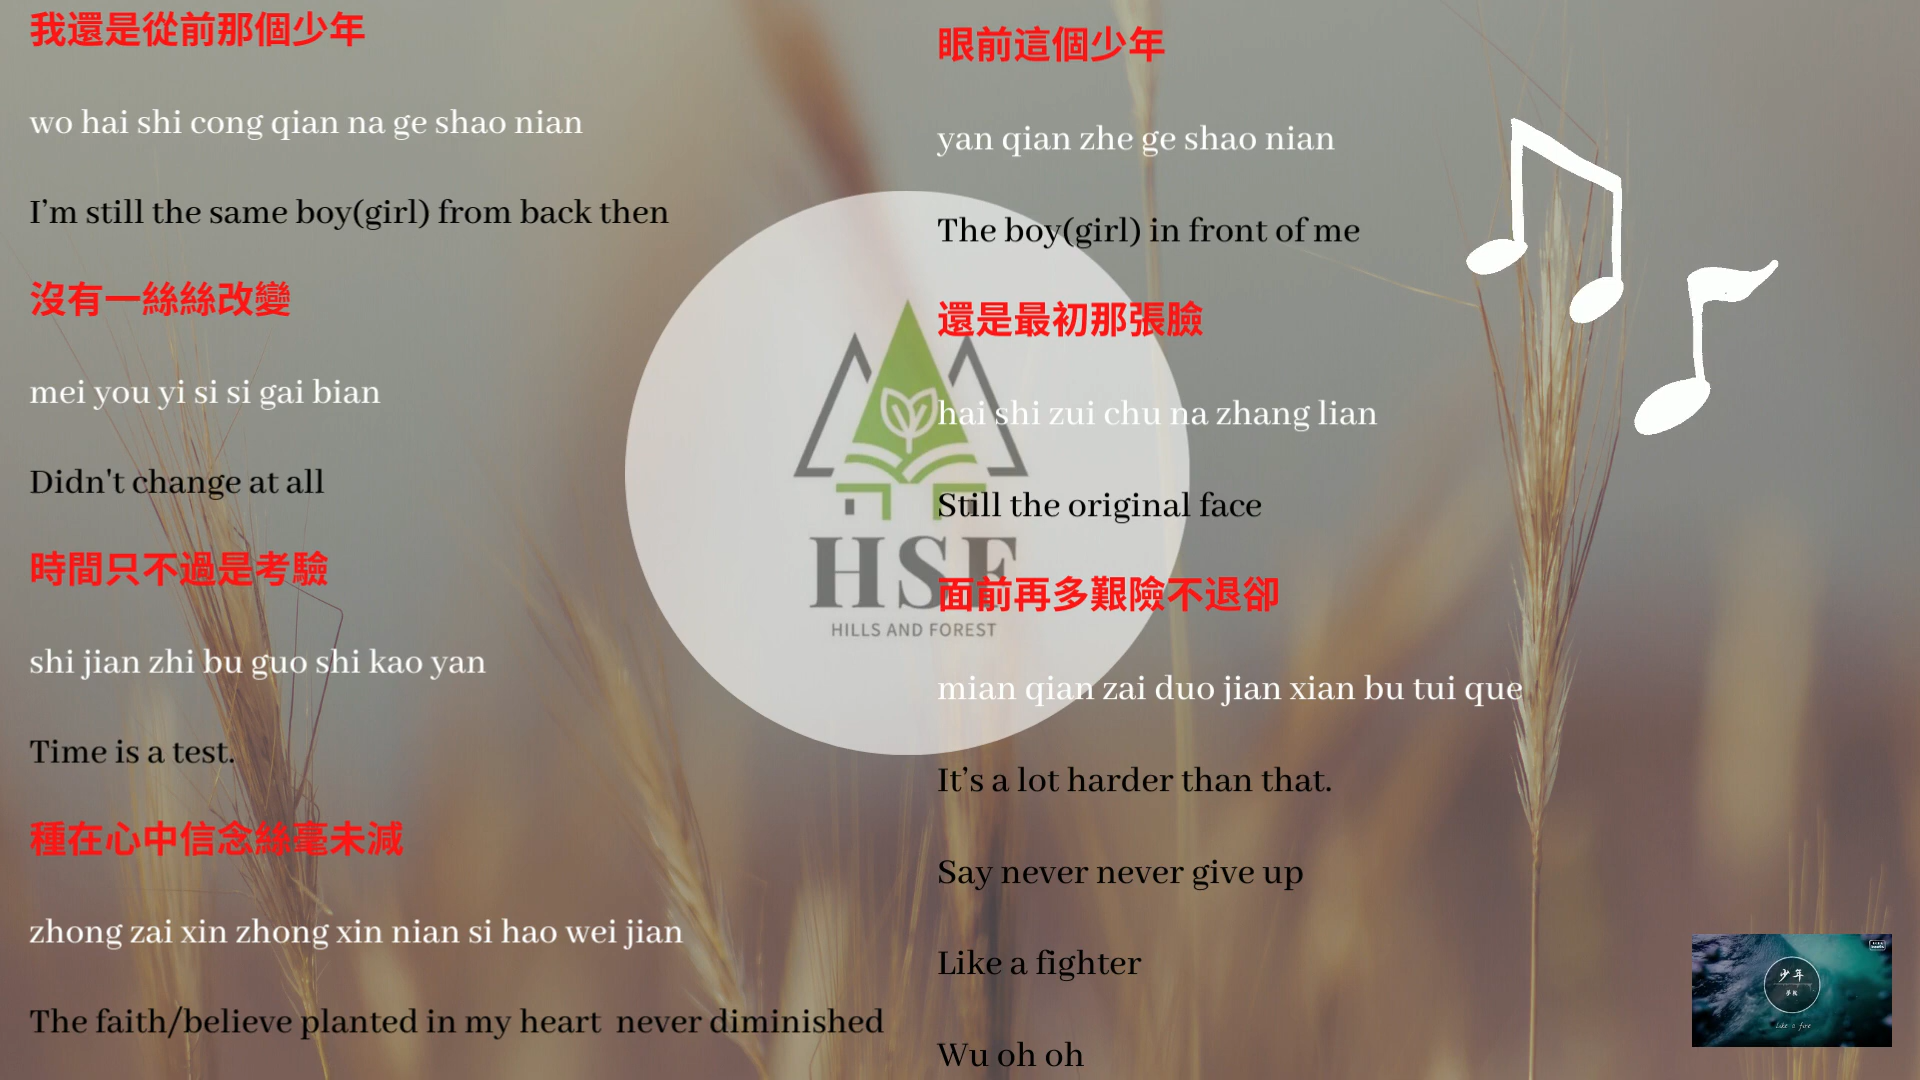 我還是從前那個少年
wo hai shi cong qian na ge shao nian
I’m still the same boy(girl) from back then
沒有一絲絲改變
mei you yi si si gai bian
Didn't change at all
時間只不過是考驗
shi jian zhi bu guo shi kao yan
Time is a test.
種在心中信念絲毫未減
zhong zai xin zhong xin nian si hao wei jian
The faith/believe planted in my heart  never diminished
眼前這個少年
yan qian zhe ge shao nian
The boy(girl) in front of me
還是最初那張臉
hai shi zui chu na zhang lian
Still the original face
面前再多艱險不退卻
mian qian zai duo jian xian bu tui que
It’s a lot harder than that.
Say never never give up
Like a fighter
Wu oh oh
HSF
HILLS AND FOREST
少年
Like a fire